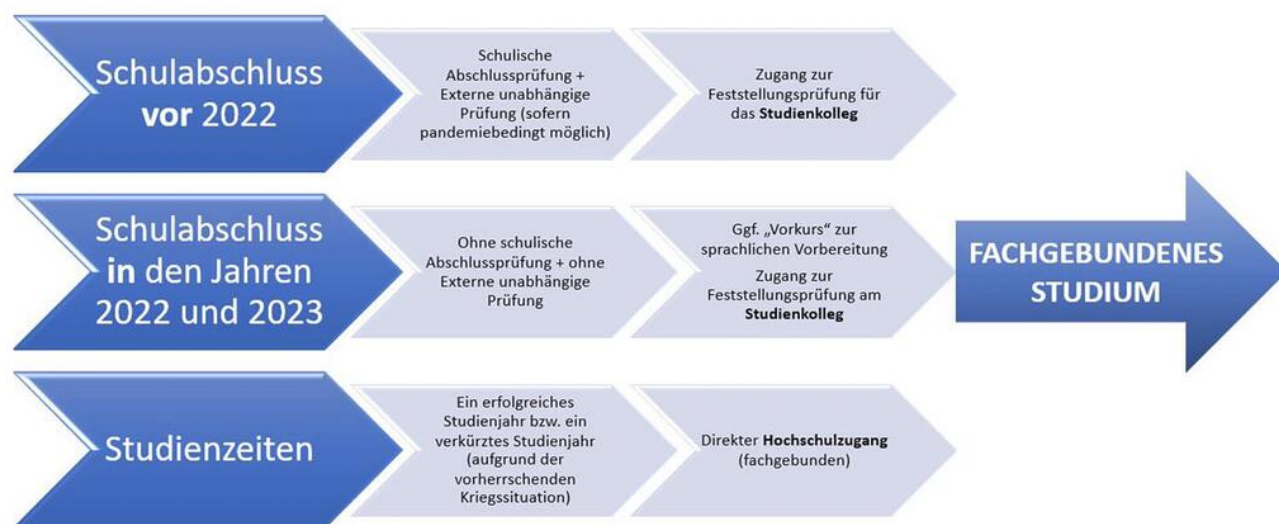 Schulabschluss
vor 2022
Schulische
Abschlussprüfung +
Externe unabhängige
Prüfung (sofern
pandemiebedingt möglich)
Zugang zur
Feststellungsprüfung für
das Studienkolleg
Schulabschluss
in den Jahren
2022 und 2023
Ohne schulische
Abschlussprüfung + ohne
Externe unabhängige
Prüfung
Ggf. „Vorkurs“ zur
sprachlichen Vorbereitung
Zugang zur
Feststellungsprüfung am
Studienkolleg
Studienzeiten
Ein erfolgreiches
Studienjahr bzw. ein
verkürztes Studienjahr
(aufgrund der
vorherrschenden
Kriegssituation)
Direkter Hochschulzugang
(fachgebunden)
FACHGEBUNDENES
STUDIUM